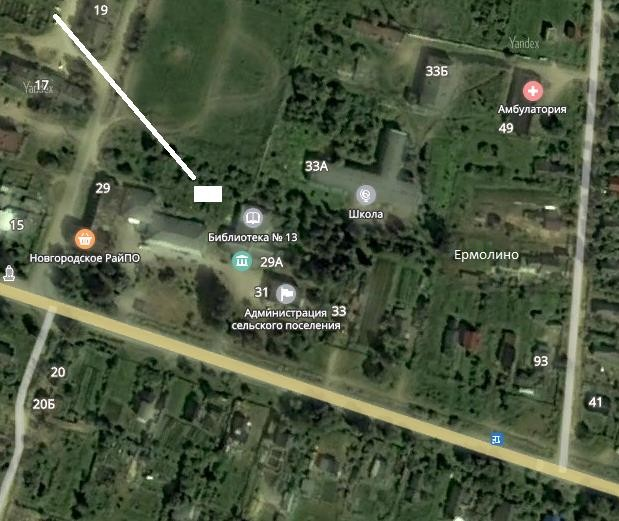 19
Yandex
33Б
17
Yandex
Амбулатория
49
33А
29
Школа
15
Библиотека № 13
Новгородское РайПО
29А
Ермолино
31
Администрация
сельского поселения
33
93
20
20Б
41